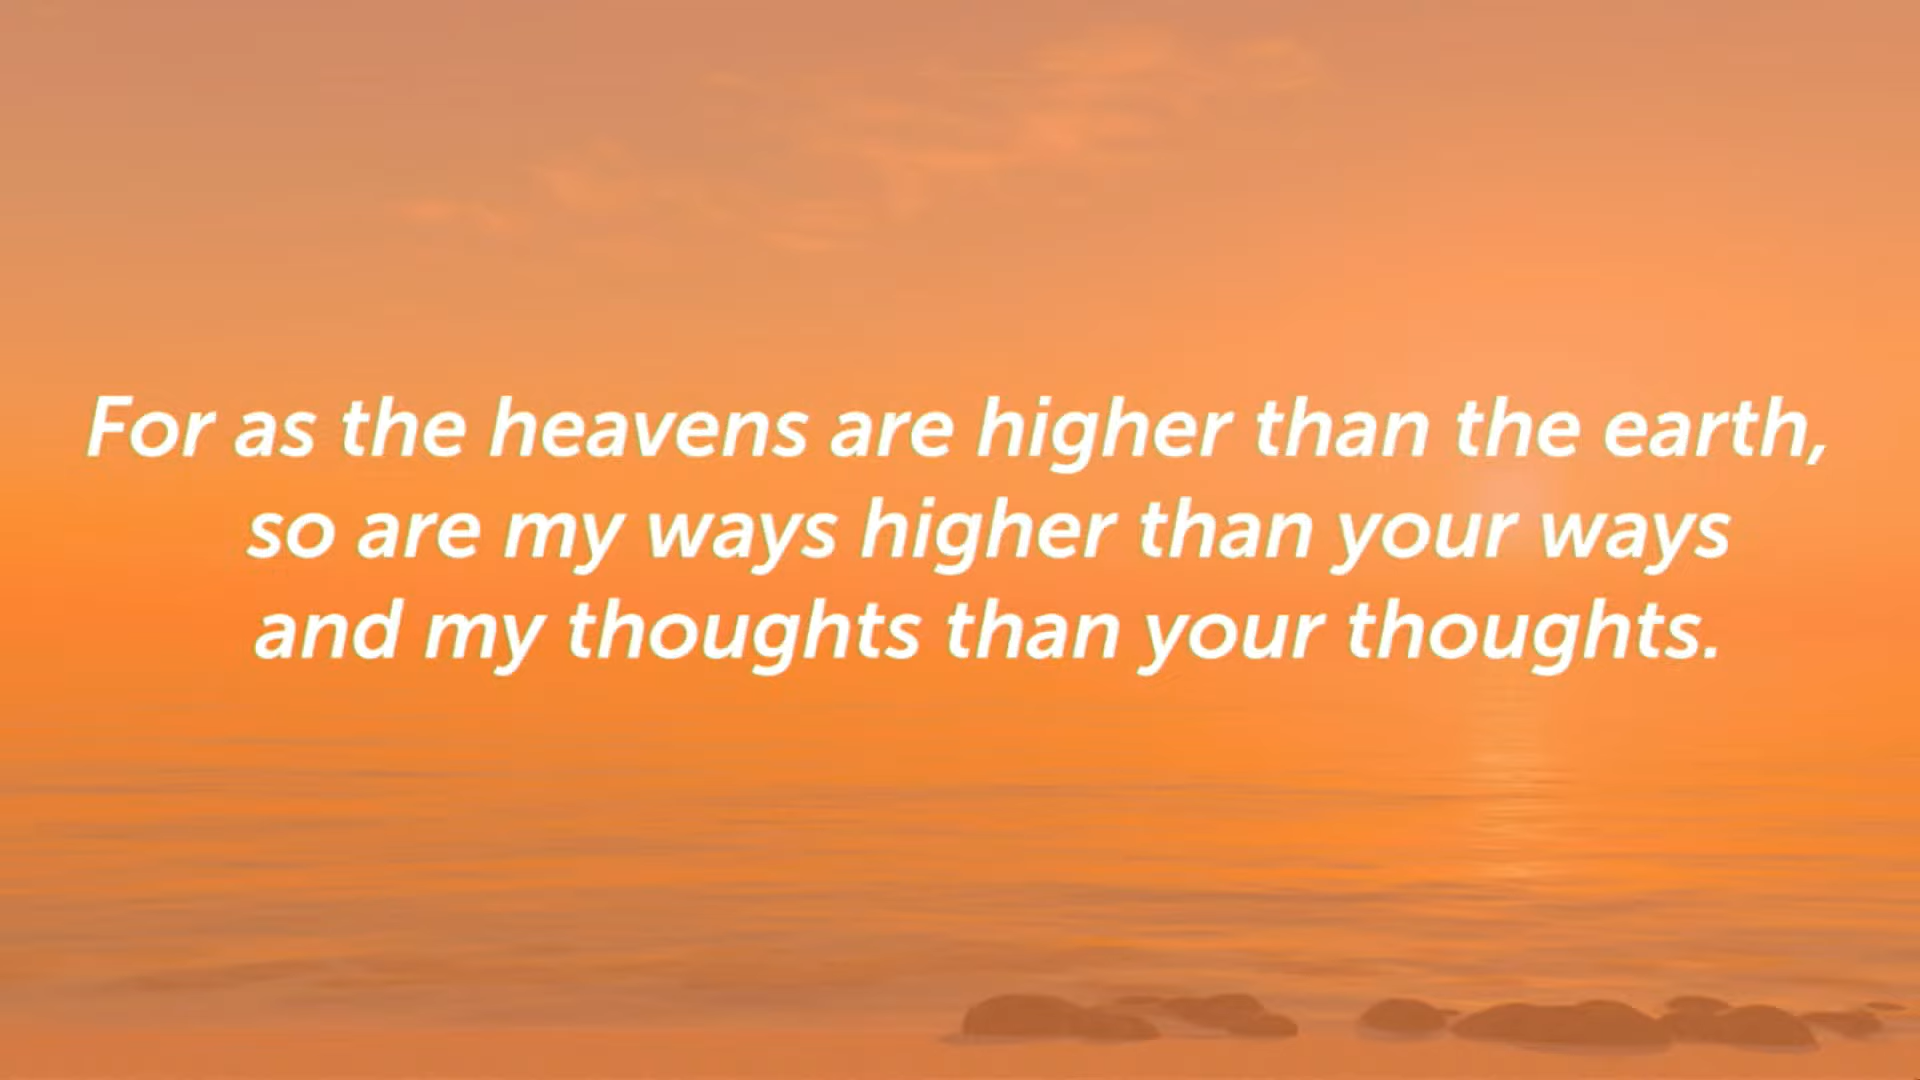 For as the heavens are higher than the earth,
so are my ways higher than your ways
and my thoughts than your thoughts.